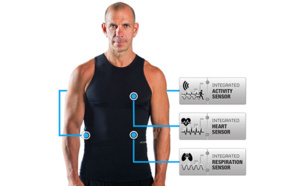 INTEGRATED
ACTIVITY
SENSOR
INTEGRATED
HEART
SENSOR
INTEGRATED
RESPIRATION
SENSOR